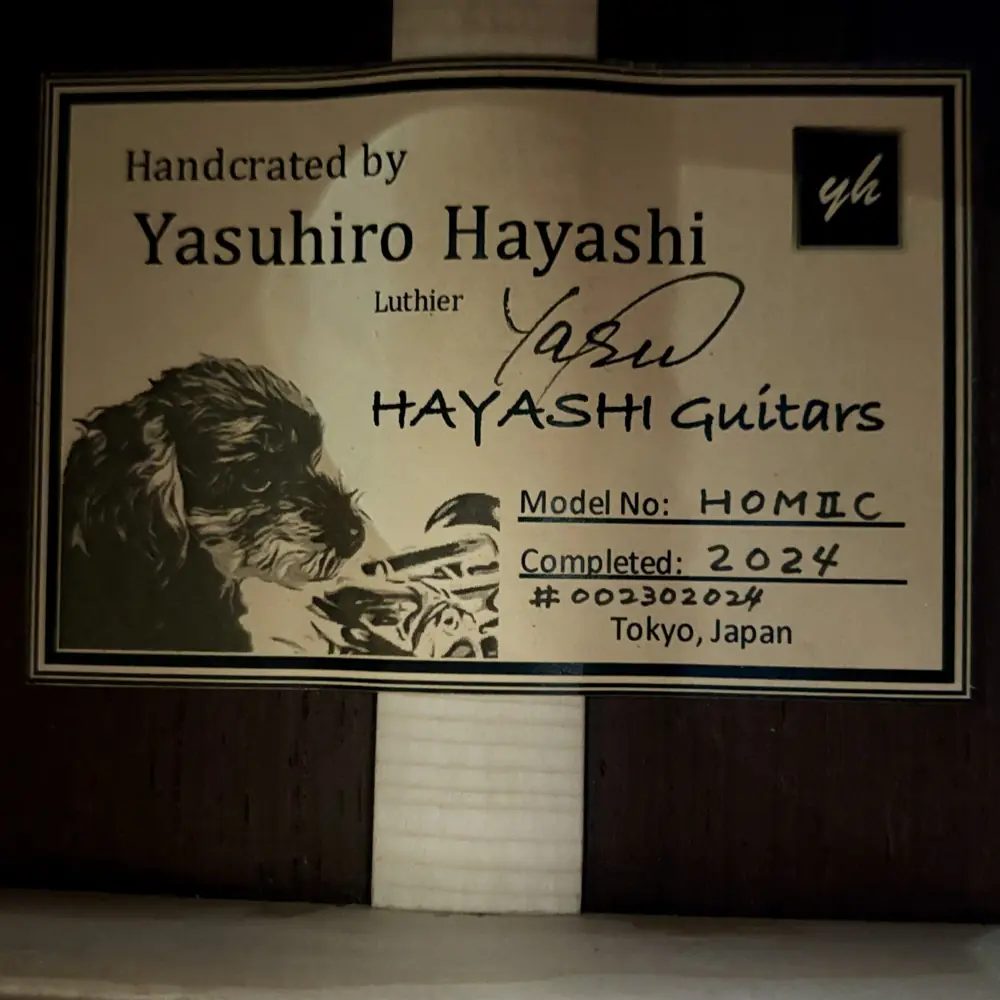 Handcrated by
yh
Yasuhiro Hayashi
Luthier
Yasu
HAYASHI Guitars
Model No: HOMⅡC
Completed: 2024
#002302024
Tokyo, Japan